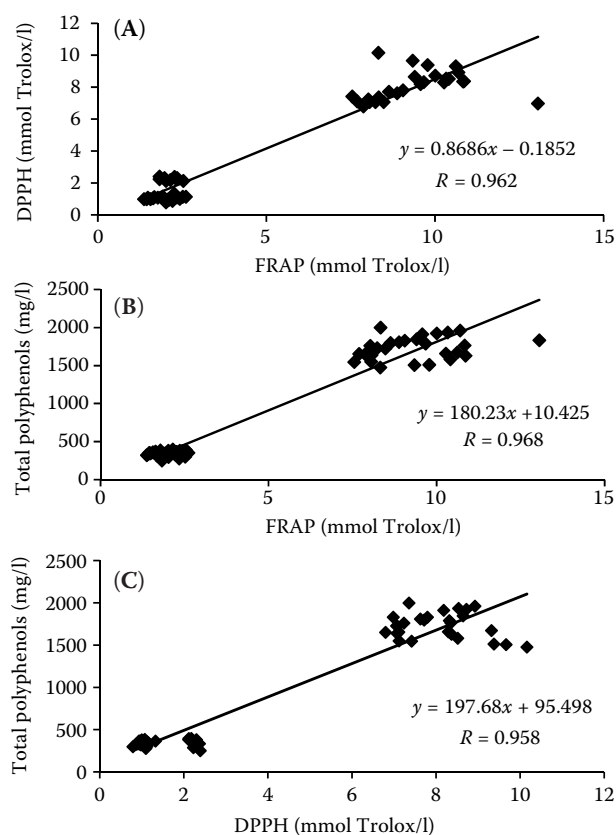 (A)
DPPH (mmol Trolox/l)
12
10
8
6
4
2
0
y = 0.8686x – 0.1852
R = 0.962
0 5 10 15
FRAP (mmol Trolox/l)
(B)
Total polyphenols (mg/l)
2500
2000
1500
1000
500
0
y = 180.23x +10.425
R = 0.968
0 5 10 15
FRAP (mmol Trolox/l)
(C)
Total polyphenols (mg/l)
2500
2000
1500
1000
500
0
y = 197.68x + 95.498
R = 0.958
0 2 4 6 8 10 12
DPPH (mmol Trolox/l)